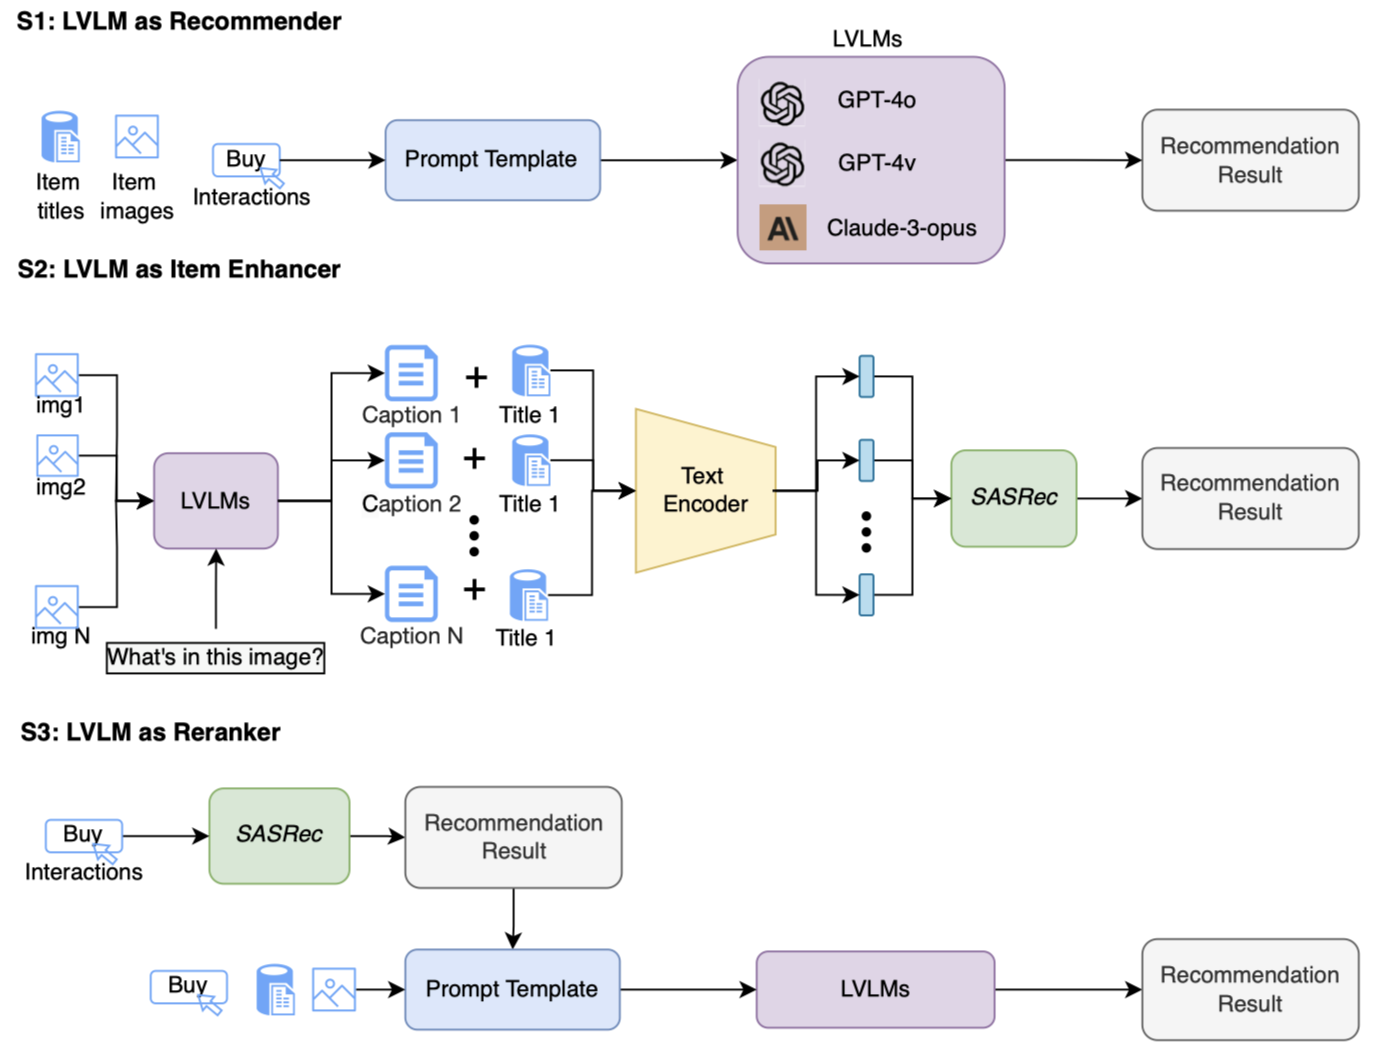 S1: LVLM as Recommender
LVLMs
GPT-4o
GPT-4v
Claude-3-opus
Item
titles
Item
images
Buy
Interactions
Prompt Template
Recommendation
Result
S2: LVLM as Item Enhancer
img1
img2
img N
LVLMs
What's in this image?
Caption 1
+
Title 1
Caption 2
+
Title 1
Caption N
+
Title 1
Text
Encoder
SASRec
Recommendation
Result
S3: LVLM as Reranker
Buy
Interactions
SASRec
Recommendation
Result
Buy
Prompt Template
LVLMs
Recommendation
Result